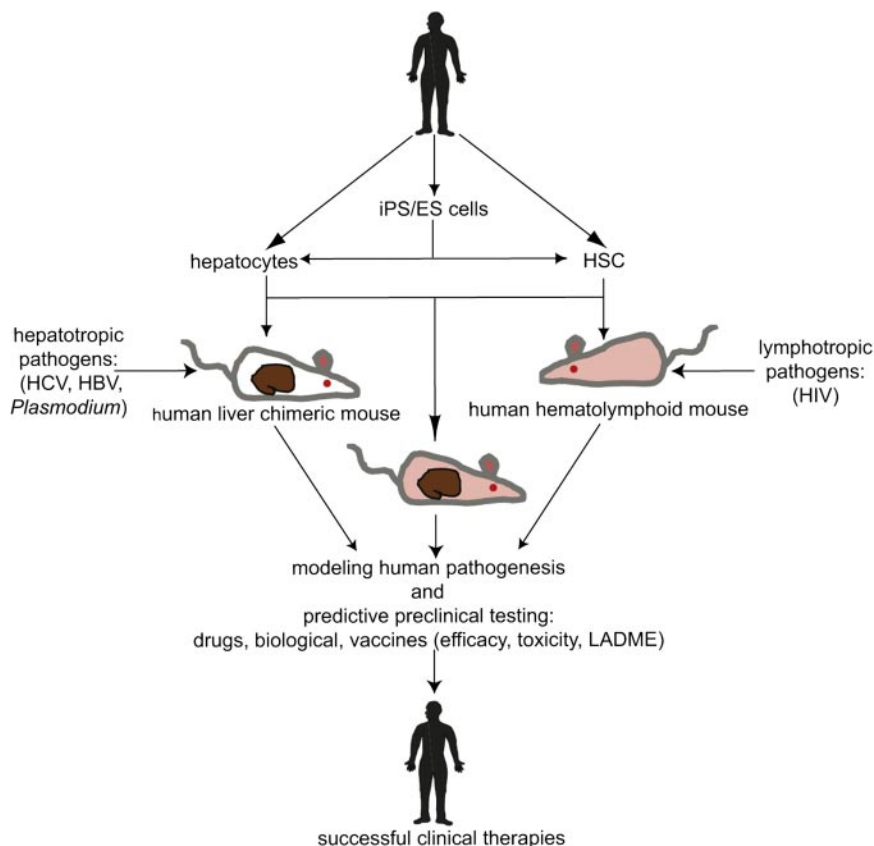 iPS/ES cells
hepatocytes
HSC
hepatotropic
pathogens:
(HCV, HBV,
Plasmodium)
human liver chimeric mouse
human hematolymphoid mouse
lymphotropic
pathogens:
(HIV)
modeling human pathogenesis
and
predictive preclinical testing:
drugs, biological, vaccines (efficacy, toxicity, LADME)
successful clinical therapies